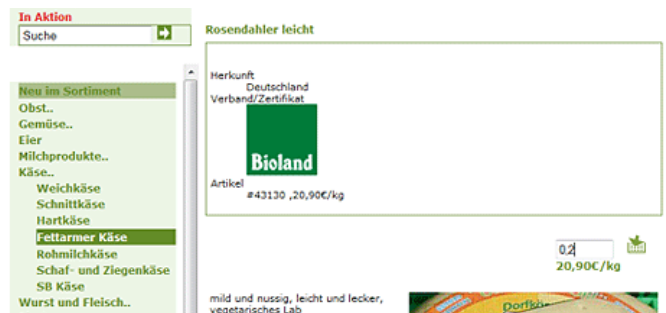 In Aktion
Suche
Neu im Sortiment
Obst..
Gemüse..
Eier
Milchprodukte..
Käse..
Weichkäse
Schnittkäse
Hartkäse
Fettarmer Käse
Rohmilchkäse
Schaf- und Ziegenkäse
SB Käse
Wurst und Fleisch..
Rosendahler leicht
Herkunft
Deutschland
Verband/Zertifikat
Bioland
Artikel
#43130 ,20,90€/kg
0,2
20,90€/kg
mild und nussig, leicht und lecker,
vegetarisches Lab